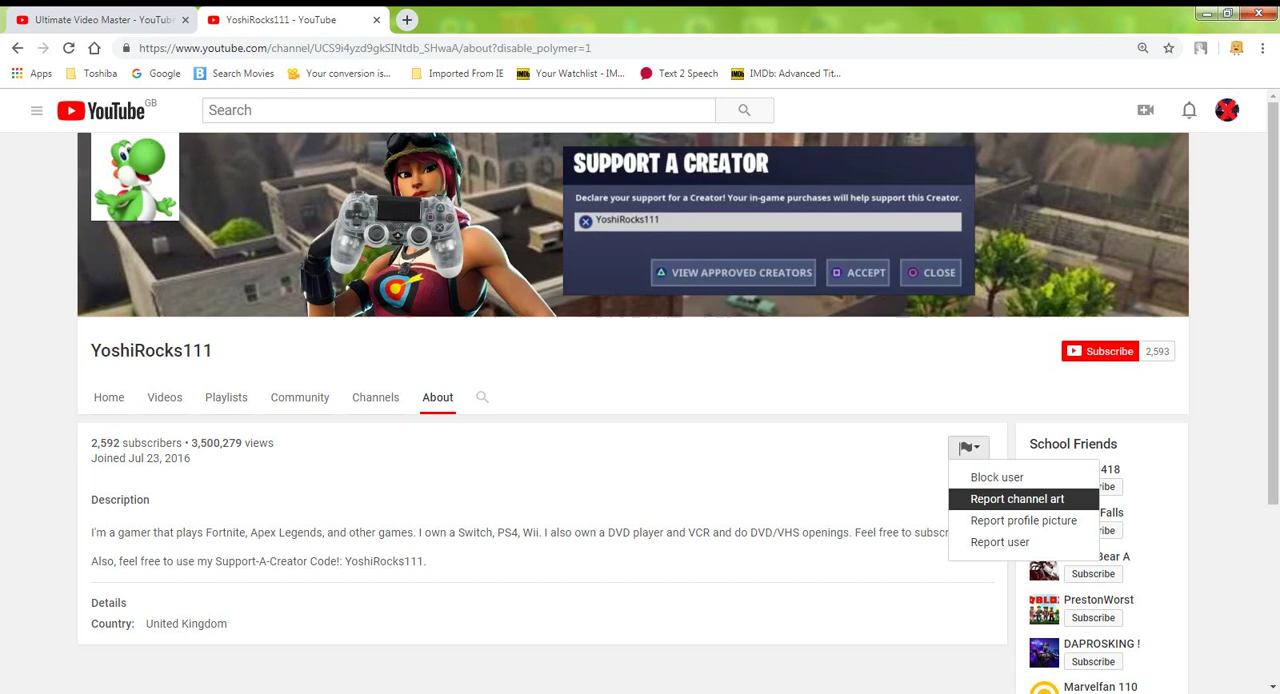 Ultimate Video Master - YouTub
YoshiRocks111 - YouTube
https://www.youtube.com/channel/UCS9i4yzd9gkSINtdb_SHwaA/about?disable_polymer=1
Apps Toshiba Google Search Movies Your conversion is... Imported From IE Your Watchlist - IM... Text 2 Speech IMDb: Advanced Tit...
YouTube GB
Search
SUPPORT A CREATOR
Declare your support for a Creator! Your in-game purchases will help support this Creator.
YoshiRocks111
VIEW APPROVED CREATORS ACCEPT CLOSE
YoshiRocks111
Subscribe 2,593
Home Videos Playlists Community Channels About
2,592 subscribers • 3,500,279 views
Joined Jul 23, 2016
Block user
Report channel art
Report profile picture
Report user
Description
I'm a gamer that plays Fortnite, Apex Legends, and other games. I own a Switch, PS4, Wii. I also own a DVD player and VCR and do DVD/VHS openings. Feel free to subscr
Also, feel free to use my Support-A-Creator Code!: YoshiRocks111.
Details
Country: United Kingdom
School Friends
418
ibe
Falls
ibe
Bear A
Subscribe
PrestonWorst
Subscribe
DAPROSKING !
Subscribe
Marvelfan 110